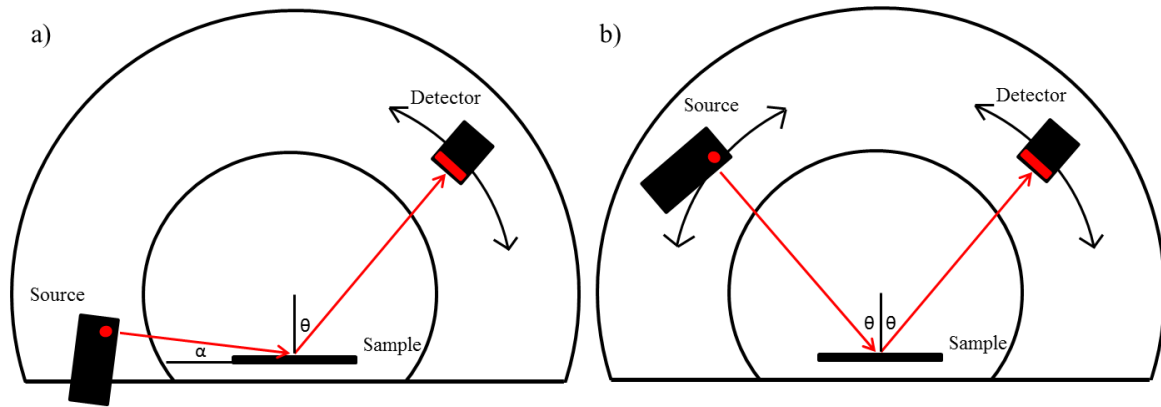 a)
Detector
Source
θ
α
Sample
b)
Source
Detector
θ θ
Sample